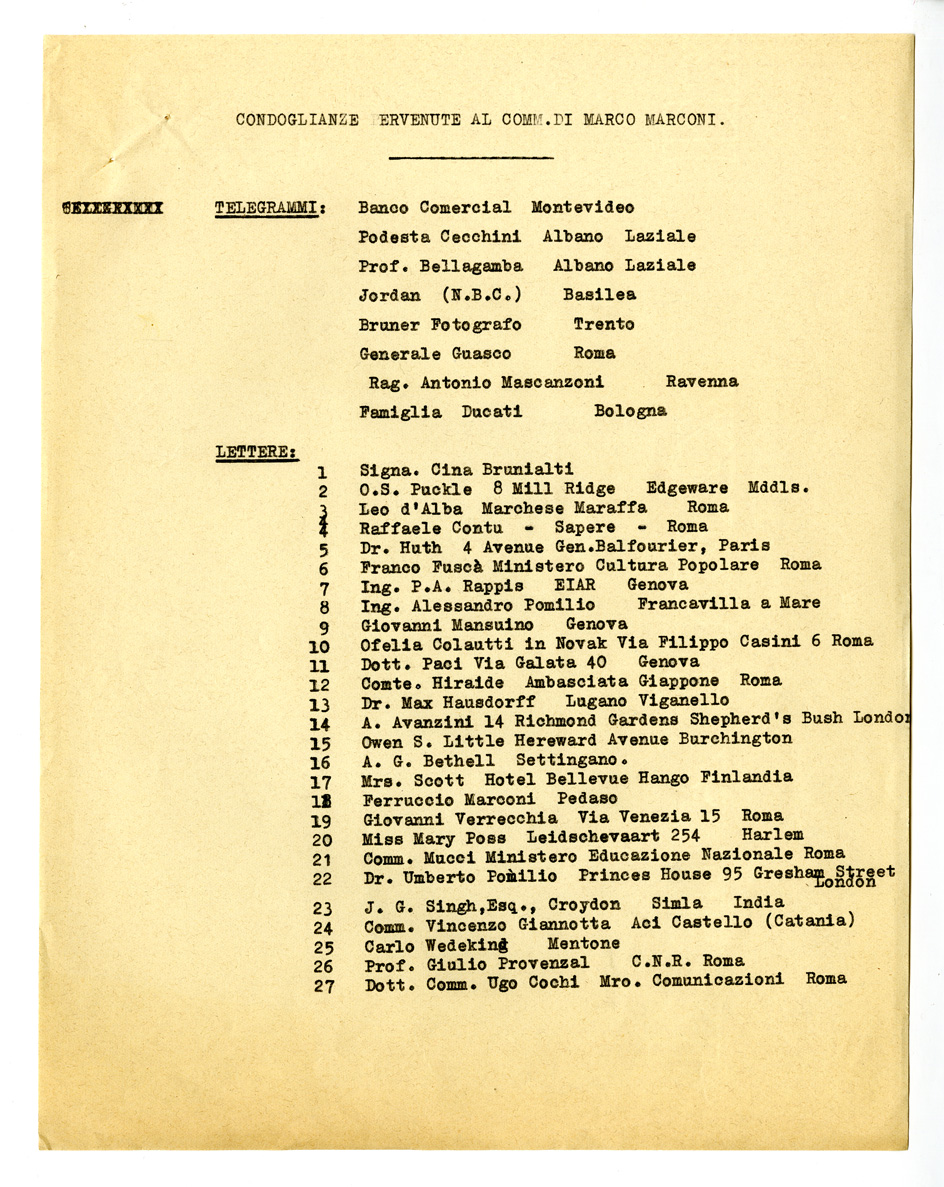 CONDOGLIANZE ERVENUTE AL COMM.DI MARCO MARCONI.
TELEGRAMMI: Banco Comercial Montevideo
Podesta Cecchini Albano Laziale
Prof. Bellagamba Albano Laziale
Jordan (N.B.C.) Basilea
Bruner Fotografo Trento
Generale Guasco Roma
Rag. Antonio Mascanzoni Ravenna
Famiglia Ducati Bologna
LETTERE:
1 Signa. Cina Brunialti
2 O.S. Puckle 8 Mill Ridge Edgeware Mddls.
3 Leo d'Alba Marchese Maraffa Roma
4 Raffaele Contu - Sapere - Roma
5 Dr. Huth 4 Avenue Gen.Balfourier, Paris
6 Franco Fuscà Ministero Cultura Popolare Roma
7 Ing. P.A. Rappis EIAR Genova
8 Ing. Alessandro Pomilio Francavilla a Mare
9 Giovanni Mansuino Genova
10 Ofelia Colautti in Novak Via Filippo Casini 6 Roma
11 Dott. Paci Via Galata 40 Genova
12 Comte. Hiraide Ambasciata Giappone Roma
13 Dr. Max Hausdorff Lugano Viganello
14 A. Avanzini 14 Richmond Gardens Shepherd's Bush London
15 Owen S. Little Hereward Avenue Burchington
16 A. G. Bethell Settingano.
17 Mrs. Scott Hotel Bellevue Hango Finlandia
18 Ferruccio Marconi Pedaso
19 Giovanni Verrecchia Via Venezia 15 Roma
20 Miss Mary Poss Leidschevaart 254 Harlem
21 Comm. Mucci Ministero Educazione Nazionale Roma
22 Dr. Umberto Pomilio Princes House 95 Gresham Street
London
23 J. G. Singh,Esq., Croydon Simla India
24 Comm. Vincenzo Giannotta Aci Castello (Catania)
25 Carlo Wedeking Mentone
26 Prof. Giulio Provenzal C.N.R. Roma
27 Dott. Comm. Ugo Cochi Mro. Comunicazioni Roma